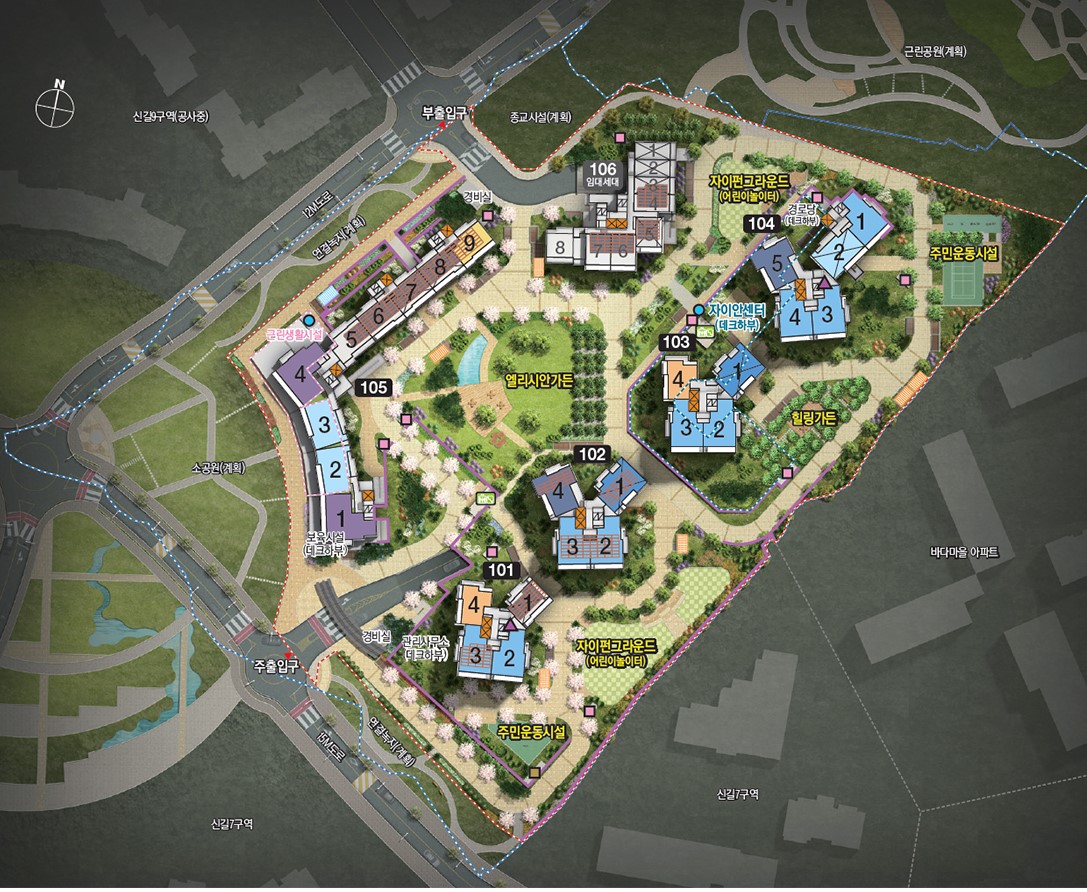 N
근린공원(계획)
신길9구역(공사중)
부출입구
종교시설(계획)
12M도로
연결녹지(계획)
경비실
106
임대세대
1
2
3
4
5
6
7
8
자이펀그라운드
(어린이놀이터)
경로당
(데크하부)
104
1
2
3
4
5
주민운동시설
9
8
7
6
5
4
3
2
1
105
근린생활시설
자이안센터
(데크하부)
103
4
1
3
2
엘리시안가든
힐링가든
소공원(계획)
102
4
1
3
2
보육시설
(데크하부)
바다마을 아파트
101
4
1
3
2
경비실
관리사무소
(데크하부)
자이펀그라운드
(어린이놀이터)
주출입구
주민운동시설
연결녹지(계획)
15M도로
신길7구역
신길7구역